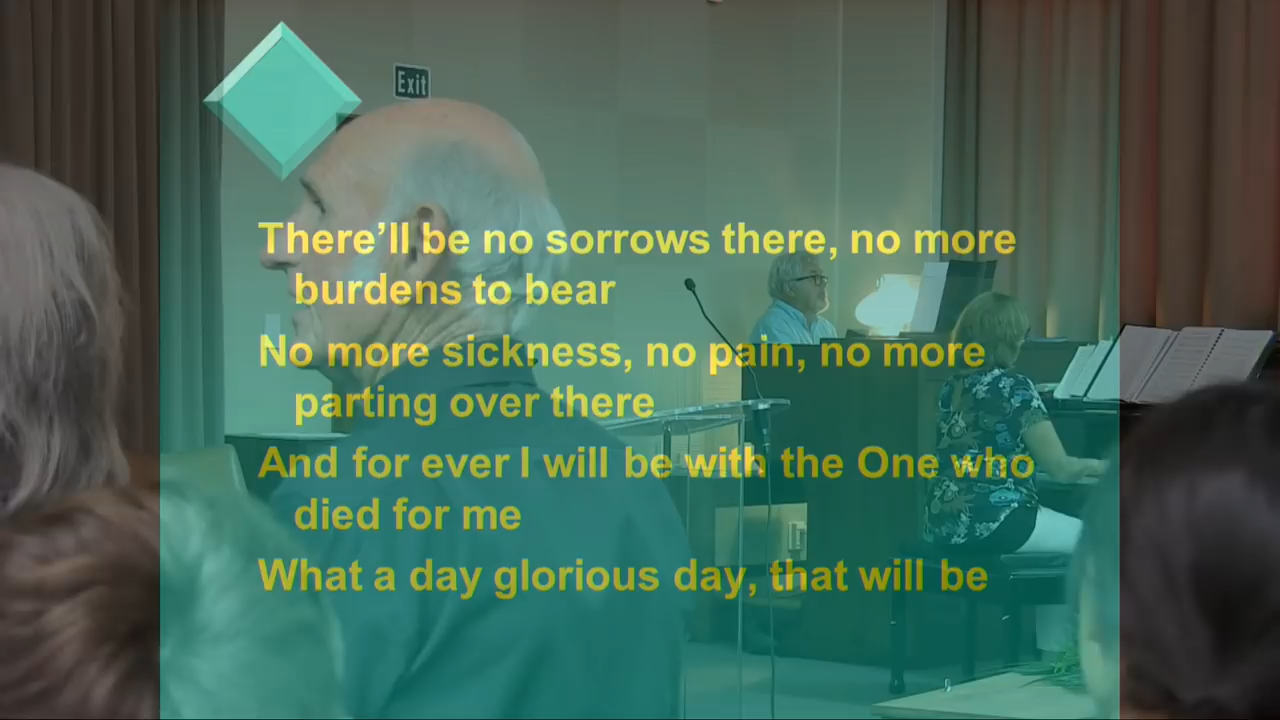 Exit
There’ll be no sorrows there, no more
burdens to bear
No more sickness, no pain, no more
parting over there
And for ever I will be with the One who
died for me
What a day glorious day, that will be